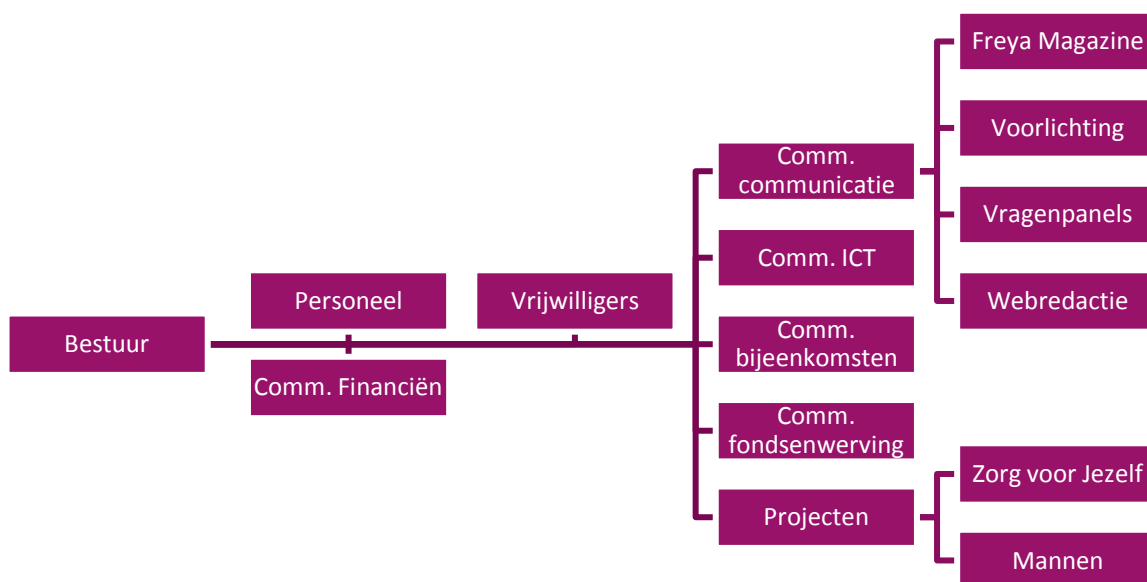 Bestuur
Personeel
Comm. Financiën
Vrijwilligers
Comm.
communicatie
Comm. ICT
Comm.
bijeenkomsten
Comm.
fondsenwerving
Projecten
Freya Magazine
Voorlichting
Vragenpanels
Webredactie
Zorg voor Jezelf
Mannen